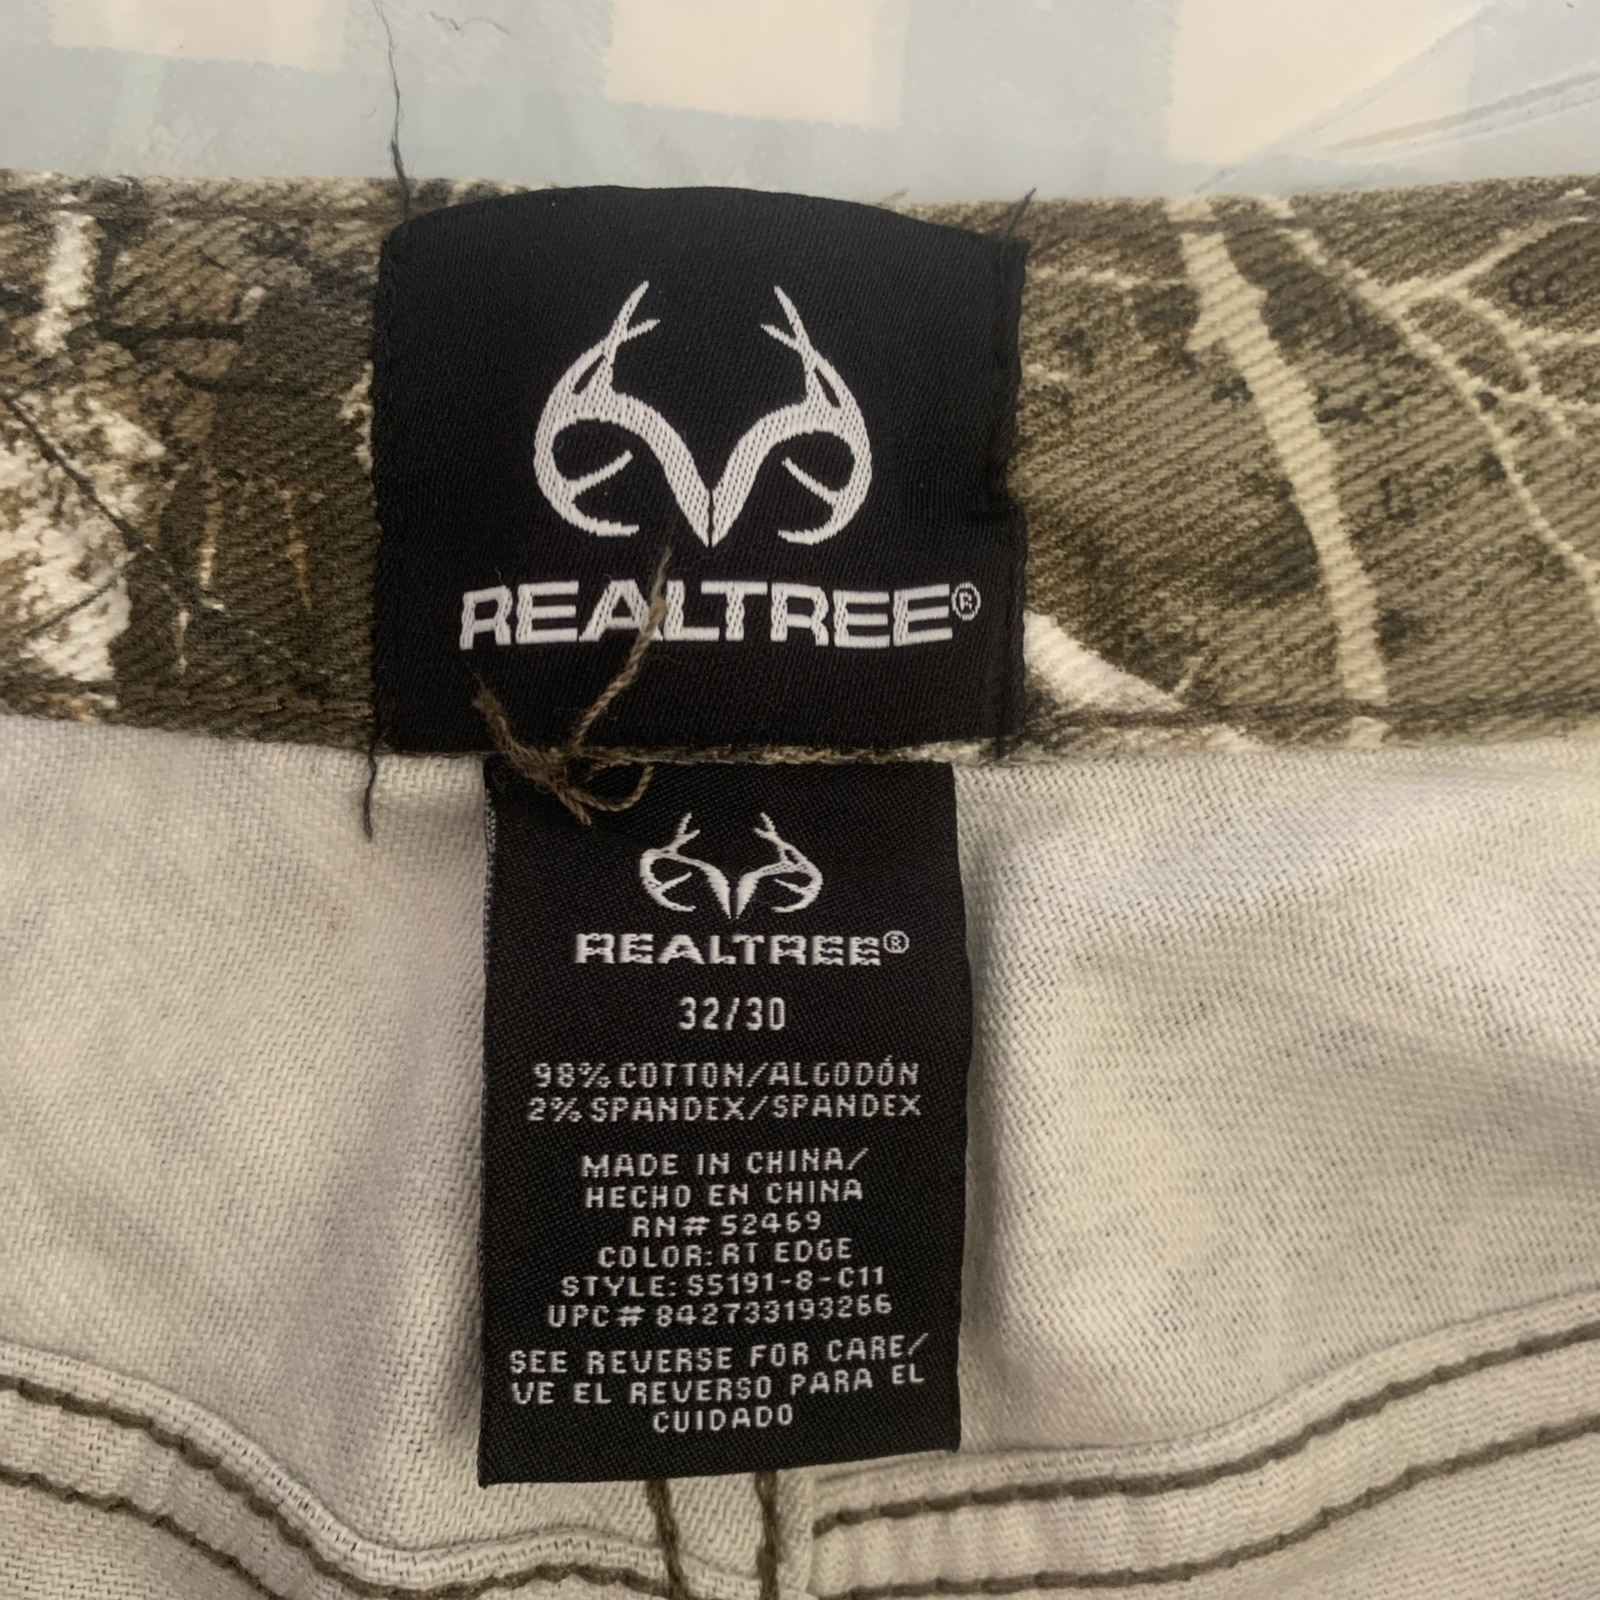 REALTREE®
REALTREE®
32/30
98% COTTON/ALGODÓN
2% SPANDEX/SPANDEX
MADE IN CHINA/
HECHO EN CHINA
RN# 52469
COLOR: RT EDGE
STYLE: S5191-8-C11
UPC# 842733193266
SEE REVERSE FOR CARE/
VE EL REVERSO PARA EL
CUIDADO